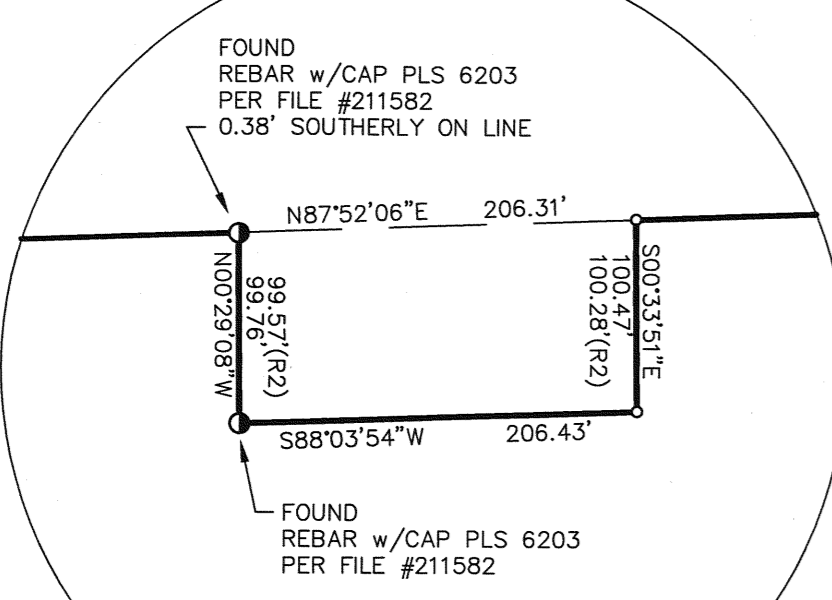 FOUND
REBAR w/CAP PLS 6203
PER FILE #211582
0.38' SOUTHERLY ON LINE
N87°52'06"E 206.31'
N00°29'08"W
99.76'
99.57'(R2)
S00°33'51"E
100.47'
100.28'(R2)
S88°03'54"W 206.43'
FOUND
REBAR w/CAP PLS 6203
PER FILE #211582